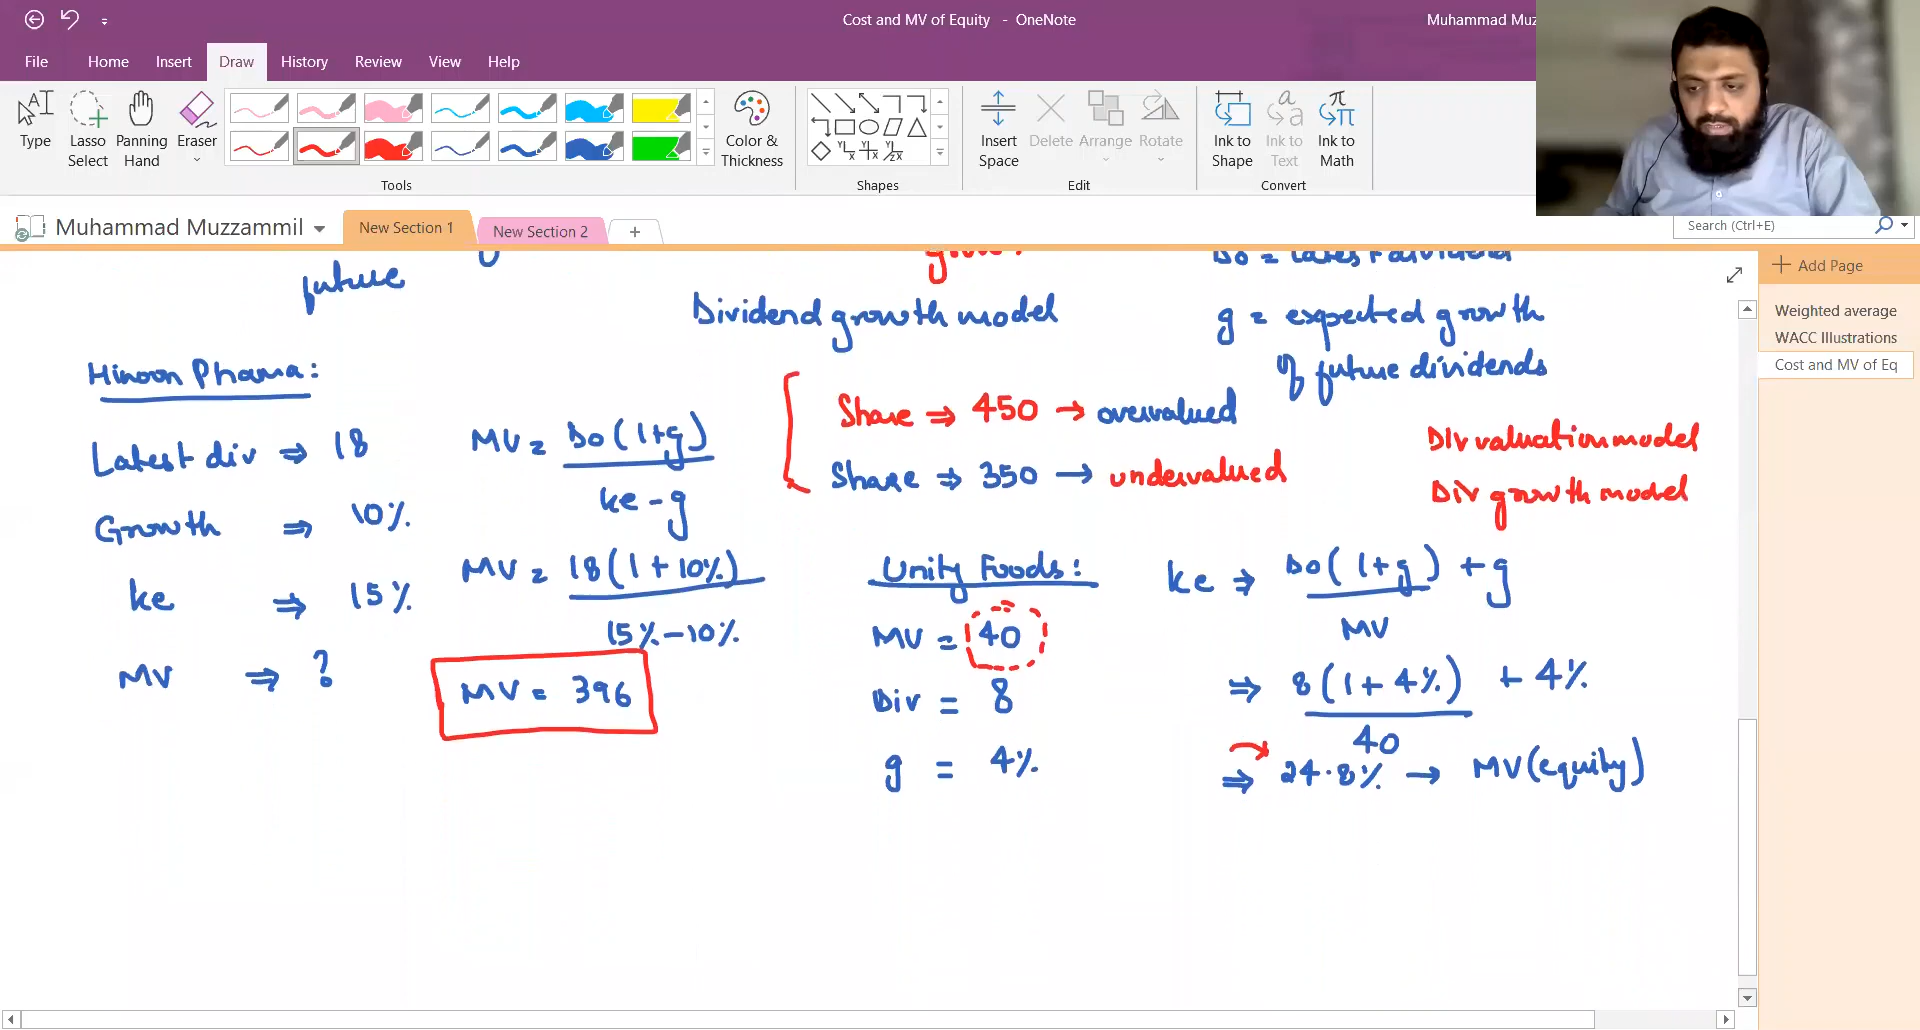 Cost and MV of Equity - OneNote
Muhammad Muz
File Home Insert Draw History Review View Help
Type
Lasso Select
Panning Hand
Eraser
Color & Thickness
Insert Space
Delete
Arrange
Rotate
Ink to Shape
Ink to Text
Ink to Math
Tools
Shapes
Edit
Convert
Muhammad Muzzammil
New Section 1
New Section 2
Search (Ctrl+E)
Add Page
Weighted average
WACC Illustrations
Cost and MV of Eq
future
Do = latest dividend
Dividend growth model
g = expected growth
of future dividends
Hinoon Phama:
Latest div ⇒ 18
Growth ⇒ 10%
ke ⇒ 15%
MV ⇒ ?
MV = Do (1+g)
ke - g
MV = 18 (1 + 10%)
15% - 10%
MV = 396
Share ⇒ 450 → overvalued
Share ⇒ 350 → undervalued
Div valuation model
Div growth model
Unity Foods:
MV = 40
Div = 8
g = 4%
ke ⇒ Do (1+g) + g
MV
⇒ 8 (1 + 4%) + 4%
40
⇒ 24.8% → MV (equity)